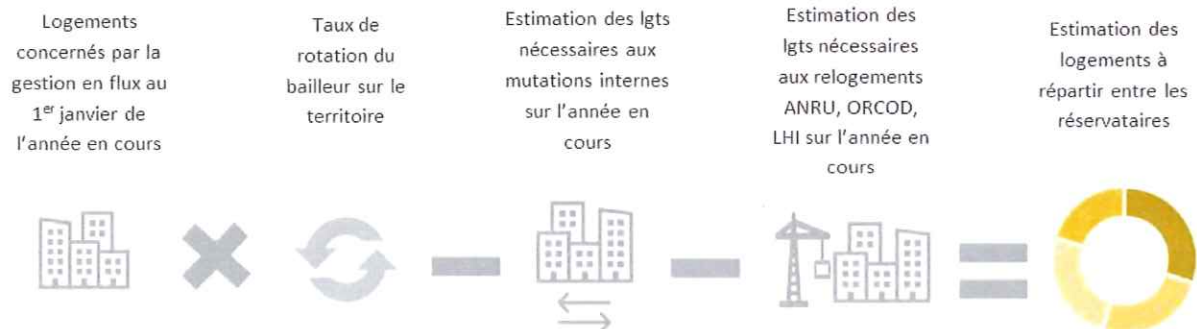 Logements
concernés par la
gestion en flux au
1er janvier de
l'année en cours
Taux de
rotation du
bailleur sur le
territoire
Estimation des lgts
nécessaires aux
mutations internes
sur l'année en
cours
Estimation des
lgts nécessaires
aux relogements
ANRU, ORCOD,
LHI sur l'année en
cours
Estimation des
logements à
répartir entre les
réservataires